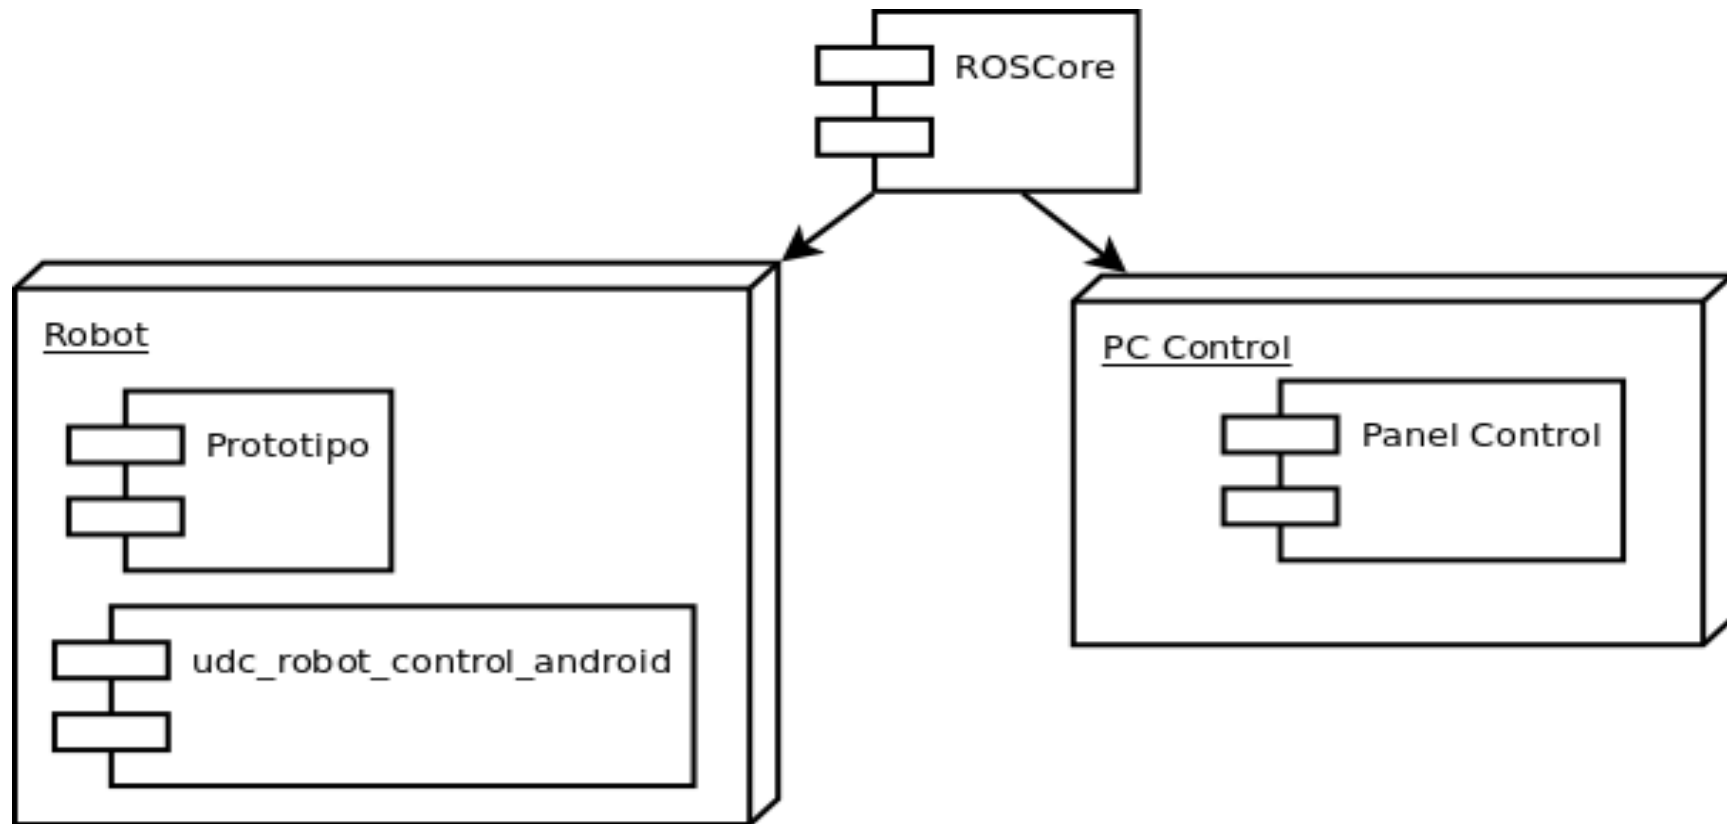 ROSCore
Robot
Prototipo
udc_robot_control_android
PC Control
Panel Control